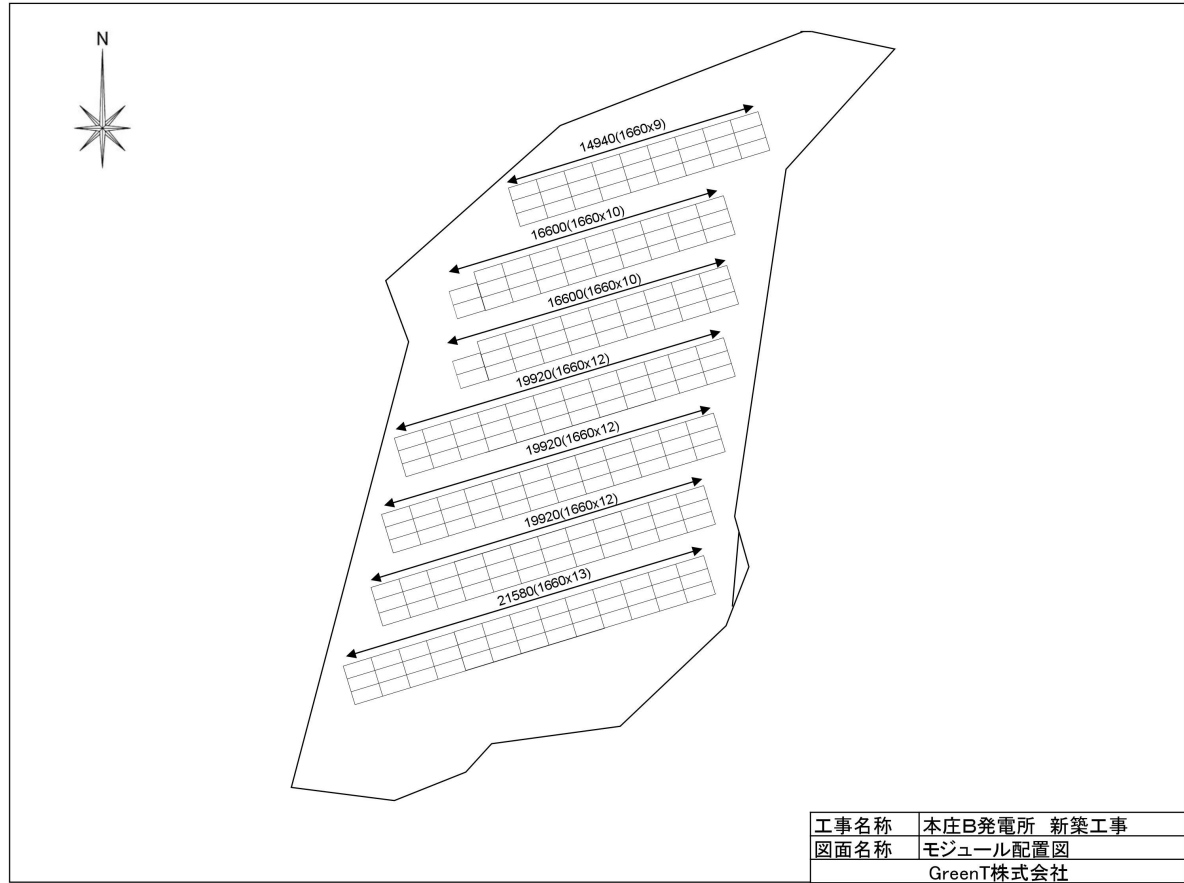 N
14940(1660x9)
16600(1660x10)
16600(1660x10)
19920(1660x12)
19920(1660x12)
19920(1660x12)
21580(1660x13)
工事名称 本庄B発電所 新築工事
図面名称 モジュール配置図
GreenT株式会社